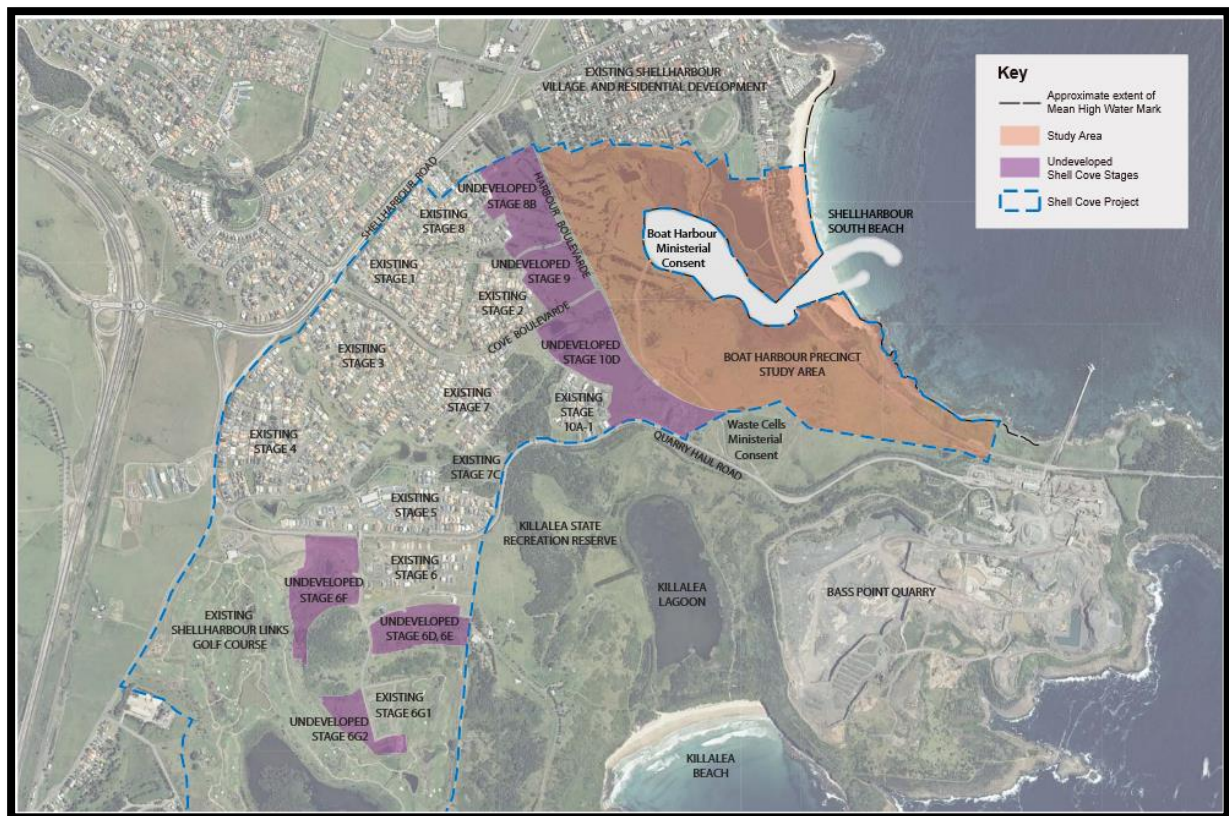 EXISTING SHELLHARBOUR
VILLAGE AND RESIDENTIAL DEVELOPMENT
Key
Approximate extent of
Mean High Water Mark
Study Area
Undeveloped
Shell Cove Stages
Shell Cove Project
SHELLHARBOUR ROAD
UNDEVELOPED
STAGE 8B
HARBOUR BOULEVARDE
EXISTING
STAGE 8
Boat Harbour
Ministerial
Consent
SHELLHARBOUR
SOUTH BEACH
EXISTING
STAGE 1
UNDEVELOPED
STAGE 9
EXISTING
STAGE 2
COVE BOULEVARDE
EXISTING
STAGE 3
UNDEVELOPED
STAGE 10D
BOAT HARBOUR PRECINCT
STUDY AREA
EXISTING
STAGE 7
EXISTING
STAGE
10A-1
Waste Cells
Ministerial
Consent
QUARRY HAUL ROAD
EXISTING
STAGE 4
EXISTING
STAGE 7C
EXISTING
STAGE 5
KILLALEA STATE
RECREATION RESERVE
EXISTING
STAGE 6
UNDEVELOPED
STAGE 6F
KILLALEA
LAGOON
BASS POINT QUARRY
EXISTING
SHELLHARBOUR LINKS
GOLF COURSE
UNDEVELOPED
STAGE 6D, 6E
EXISTING
STAGE 6G1
UNDEVELOPED
STAGE 6G2
KILLALEA
BEACH